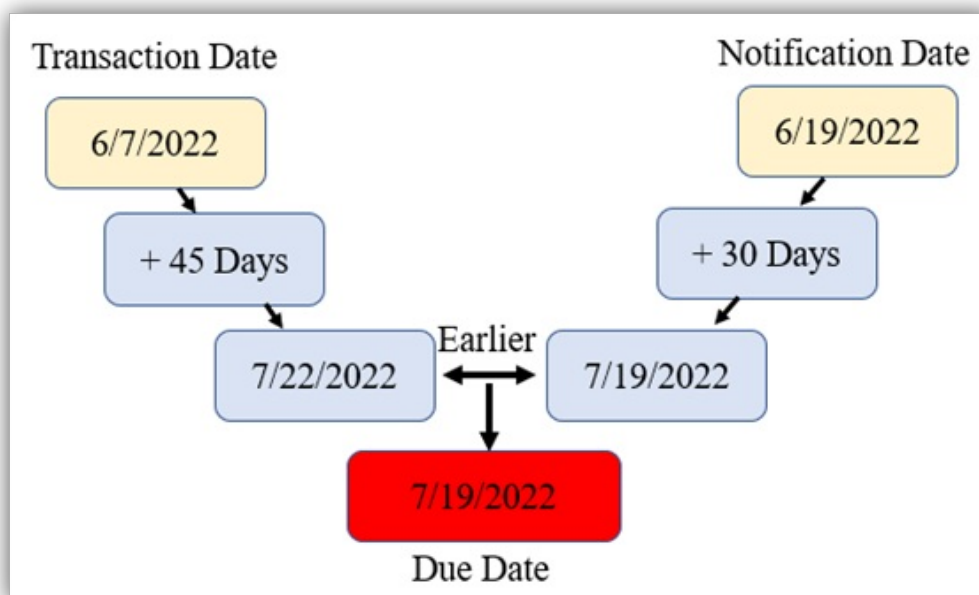 Transaction Date
Notification Date
6/7/2022
6/19/2022
+ 45 Days
+ 30 Days
Earlier
7/22/2022
7/19/2022
7/19/2022
Due Date